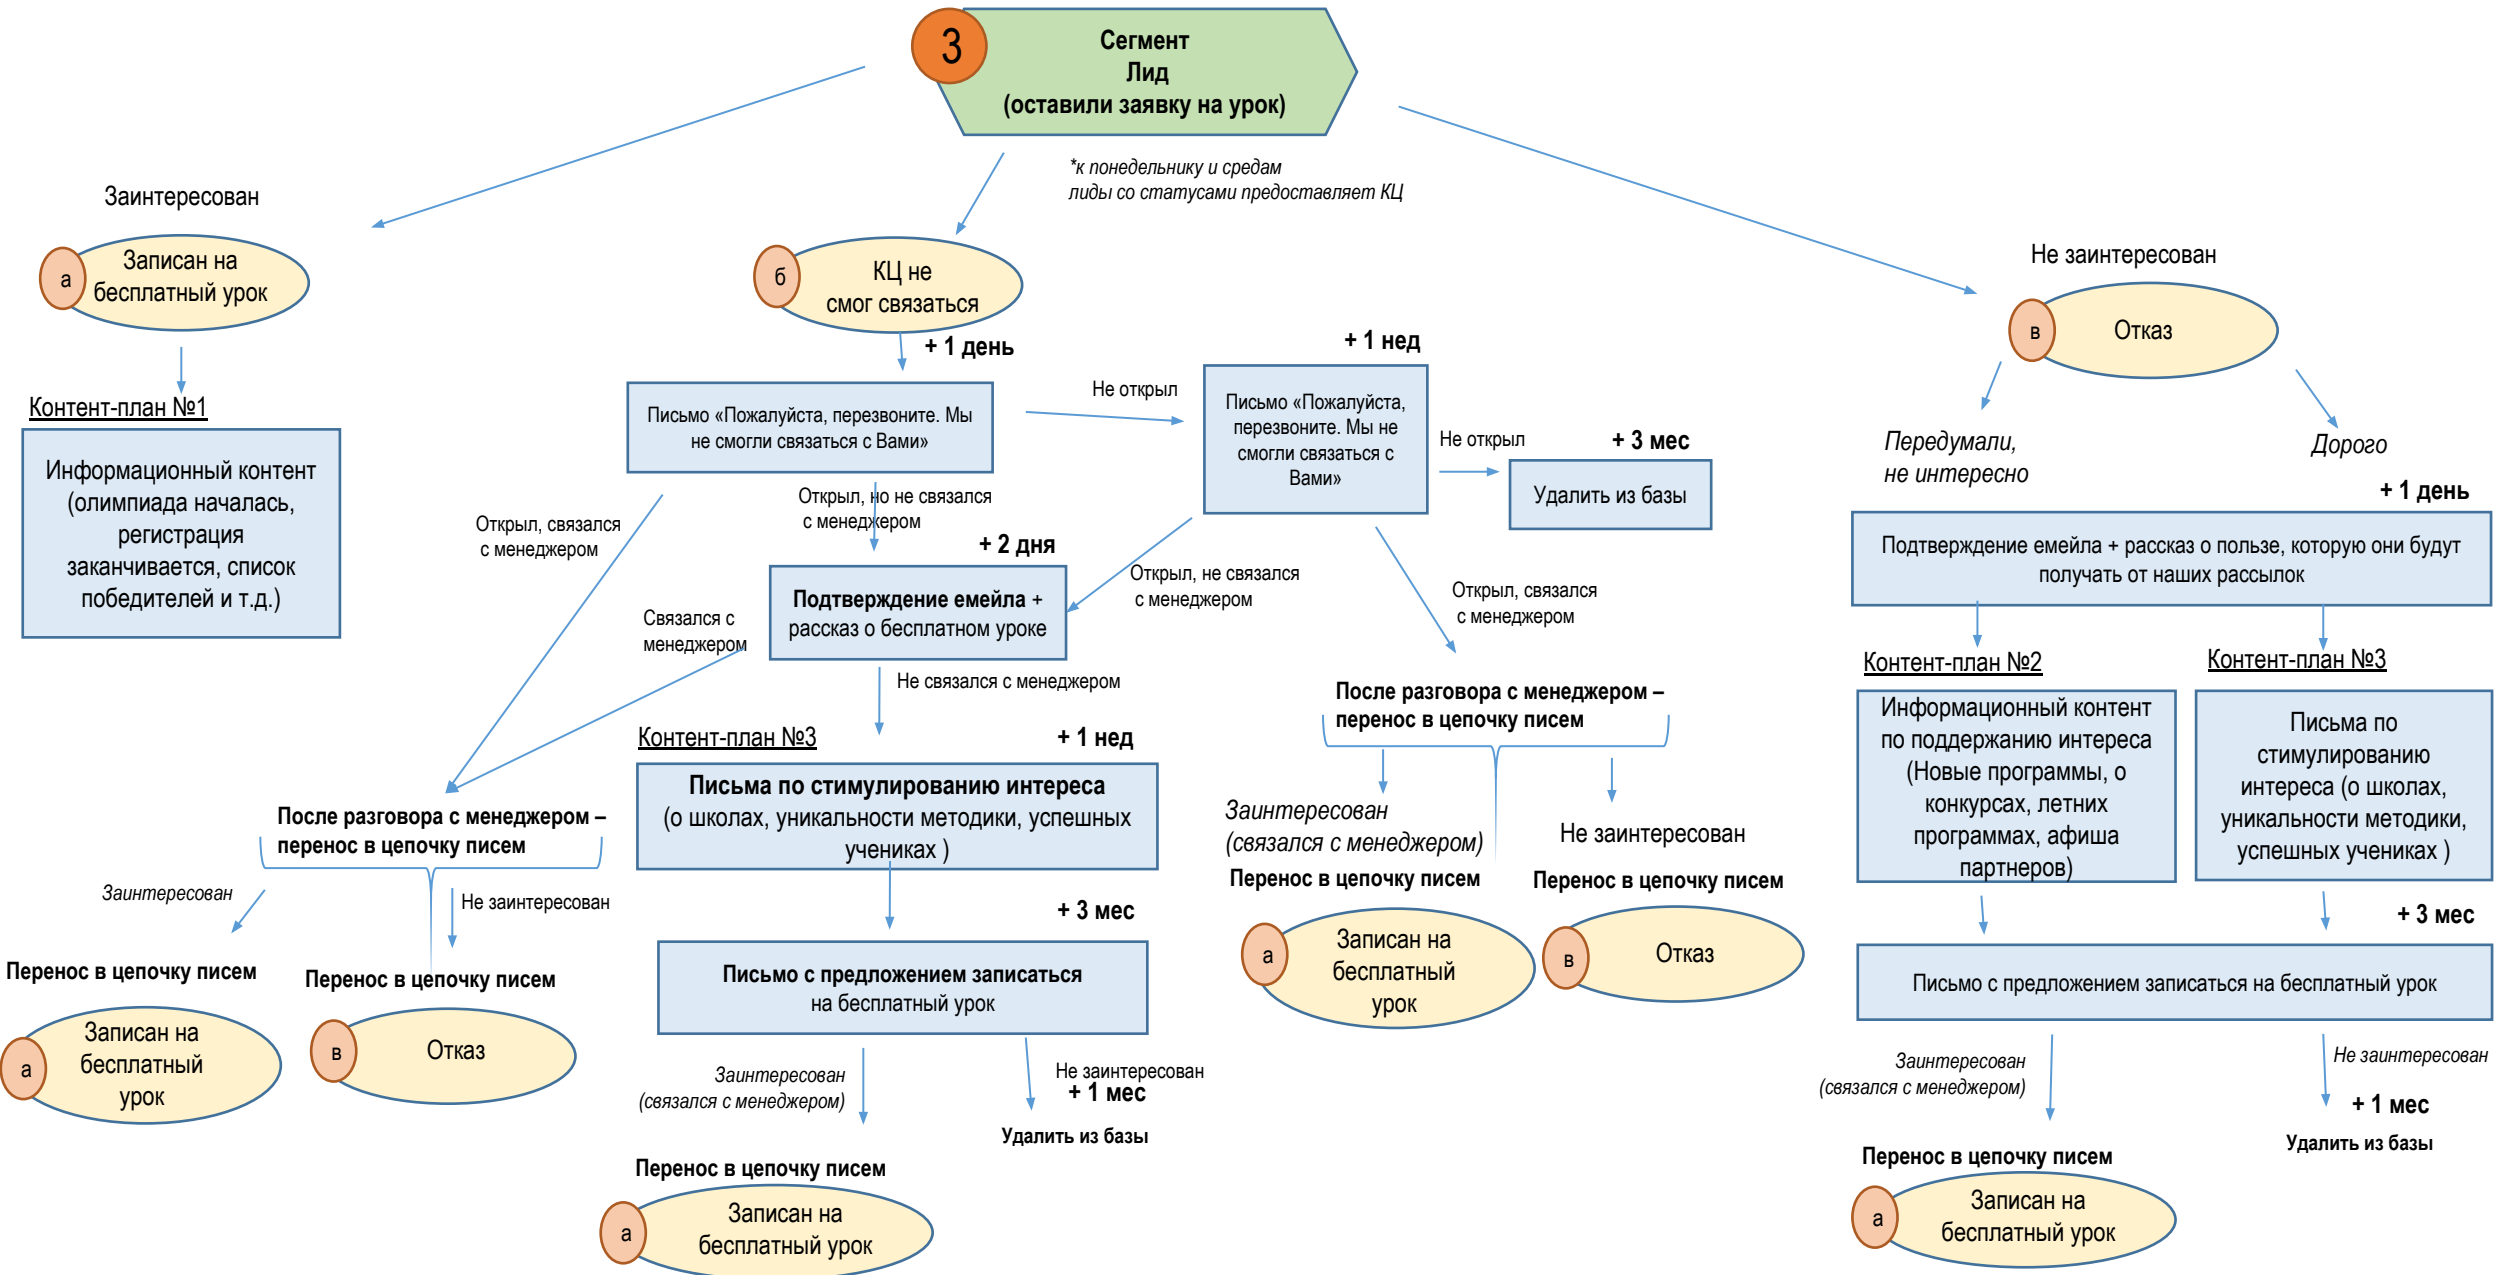 3
Сегмент
Лид
(оставили заявку на урок)
*к понедельнику и средам
лиды со статусами предоставляет КЦ
Заинтересован
а
Записан на
бесплатный урок
Контент-план №1
Информационный контент
(олимпиада началась,
регистрация
заканчивается, список
победителей и т.д.)
б
КЦ не
смог связаться
+ 1 день
Письмо «Пожалуйста, перезвоните. Мы
не смогли связаться с Вами»
Не открыл
+ 1 нед
Письмо «Пожалуйста,
перезвоните. Мы не
смогли связаться с
Вами»
Не открыл
+ 3 мес
Удалить из базы
Открыл, связался
с менеджером
Открыл, но не связался
с менеджером
+ 2 дня
Подтверждение емейла +
рассказ о бесплатном уроке
Открыл, не связался
с менеджером
Открыл, связался
с менеджером
Связался с
менеджером
Не связался с менеджером
Контент-план №3
+ 1 нед
Письма по стимулированию интереса
(о школах, уникальности методики, успешных
учениках )
+ 3 мес
Письмо с предложением записаться
на бесплатный урок
Заинтересован
(связался с менеджером)
Не заинтересован
+ 1 мес
Удалить из базы
Перенос в цепочку писем
а
Записан на
бесплатный урок
После разговора с менеджером –
перенос в цепочку писем
Заинтересован
Не заинтересован
Перенос в цепочку писем
а
Записан на
бесплатный
урок
Перенос в цепочку писем
в
Отказ
После разговора с менеджером –
перенос в цепочку писем
Заинтересован
(связался с менеджером)
Перенос в цепочку писем
а
Записан на
бесплатный
урок
Не заинтересован
Перенос в цепочку писем
в
Отказ
Не заинтересован
в
Отказ
Передумали,
не интересно
Дорого
+ 1 день
Подтверждение емейла + рассказ о пользе, которую они будут
получать от наших рассылок
Контент-план №2
Информационный контент
по поддержанию интереса
(Новые программы, о
конкурсах, летних
программах, афиша
партнеров)
Контент-план №3
Письма по
стимулированию
интереса (о школах,
уникальности методики,
успешных учениках )
+ 3 мес
Письмо с предложением записаться на бесплатный урок
Заинтересован
(связался с менеджером)
Не заинтересован
+ 1 мес
Удалить из базы
Перенос в цепочку писем
а
Записан на
бесплатный урок